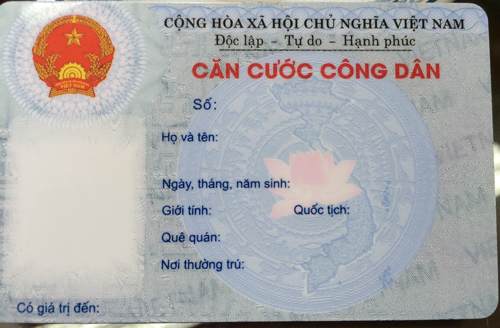 CỘNG HÒA XÃ HỘI CHỦ NGHĨA VIỆT NAM
Độc lập - Tự do - Hạnh phúc
CĂN CƯỚC CÔNG DÂN
VIỆT NAM
Số:
Họ và tên:
Ngày, tháng, năm sinh:
Giới tính: Quốc tịch:
Quê quán:
Nơi thường trú:
Có giá trị đến: